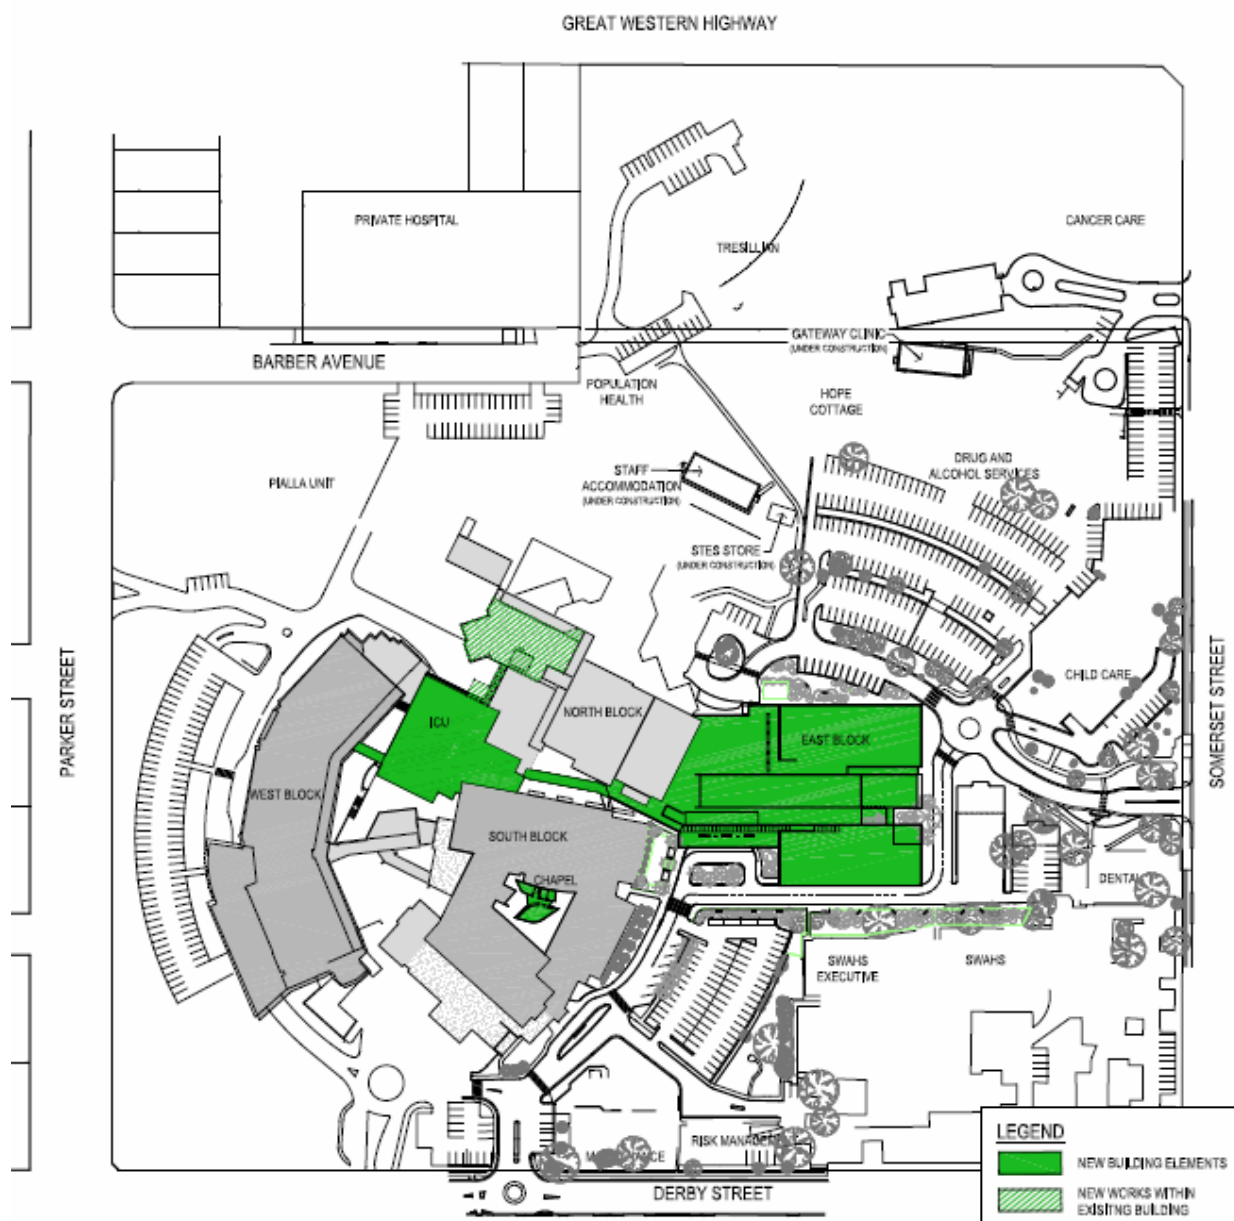 GREAT WESTERN HIGHWAY
PRIVATE HOSPITAL
CANCER CARE
TRESILLIAN
GATEWAY CLINIC
(UNDER CONSTRUCTION)
BARBER AVENUE
POPULATION
HEALTH
HOPE
COTTAGE
DRUG AND
ALCOHOL SERVICES
STAFF
ACCOMMODATION
(UNDER CONSTRUCTION)
PIALLA UNIT
STES STORE
(UNDER CONSTRUCTION)
PARKER STREET
SOMERSET STREET
CHILD CARE
ICU
NORTH BLOCK
EAST BLOCK
WEST BLOCK
SOUTH BLOCK
CHAPEL
DENTAL
SWAHS
EXECUTIVE
SWAHS
RISK MANAGEMENT
DERBY STREET
LEGEND
NEW BUILDING ELEMENTS
NEW WORKS WITHIN
EXISITNG BUILDING